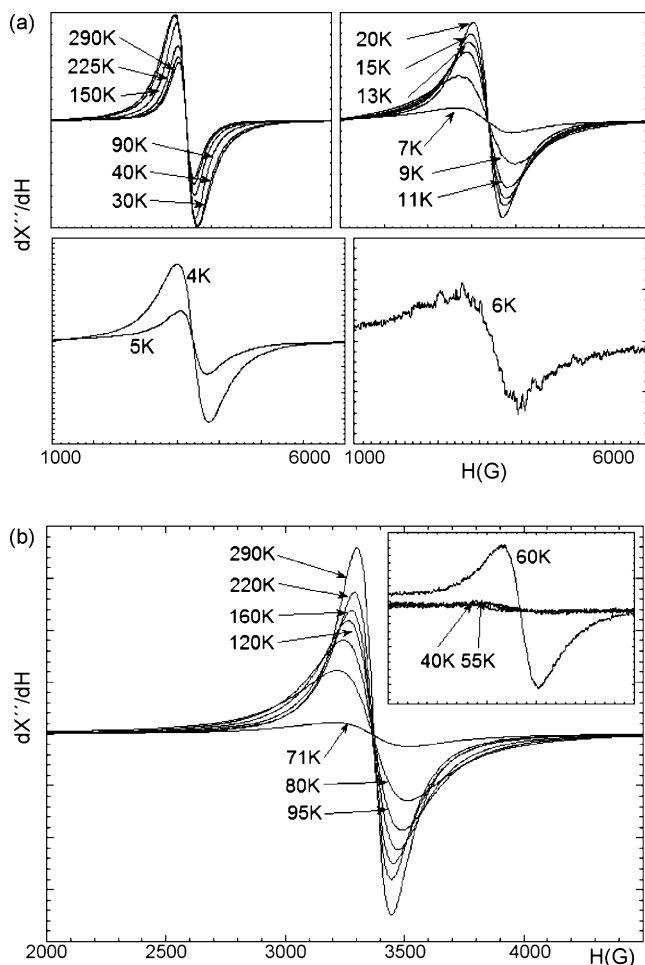 (a)
290K
225K
150K
90K
40K
30K
20K
15K
13K
7K
9K
11K
dX´´/dH
4K
5K
6K
1000
6000
1000
6000
H(G)
(b)
290K
220K
160K
120K
71K
80K
95K
60K
40K 55K
dX´´/dH
2000
3000
3500
4000
H(G)